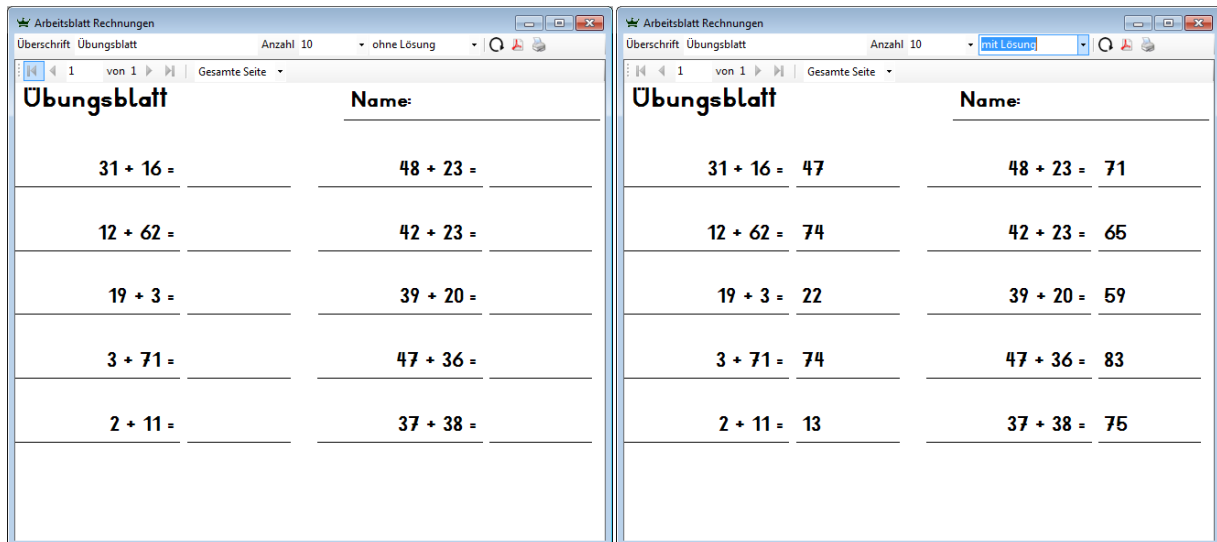 Arbeitsblatt Rechnungen
Überschrift Übungsblatt Anzahl 10 ohne Lösung
1 von 1 Gesamte Seite
Übungsblatt Name:
31 + 16 = 48 + 23 =
12 + 62 = 42 + 23 =
19 + 3 = 39 + 20 =
3 + 71 = 47 + 36 =
2 + 11 = 37 + 38 =
Arbeitsblatt Rechnungen
Überschrift Übungsblatt Anzahl 10 mit Lösung
1 von 1 Gesamte Seite
Übungsblatt Name:
31 + 16 = 47 48 + 23 = 71
12 + 62 = 74 42 + 23 = 65
19 + 3 = 22 39 + 20 = 59
3 + 71 = 74 47 + 36 = 83
2 + 11 = 13 37 + 38 = 75